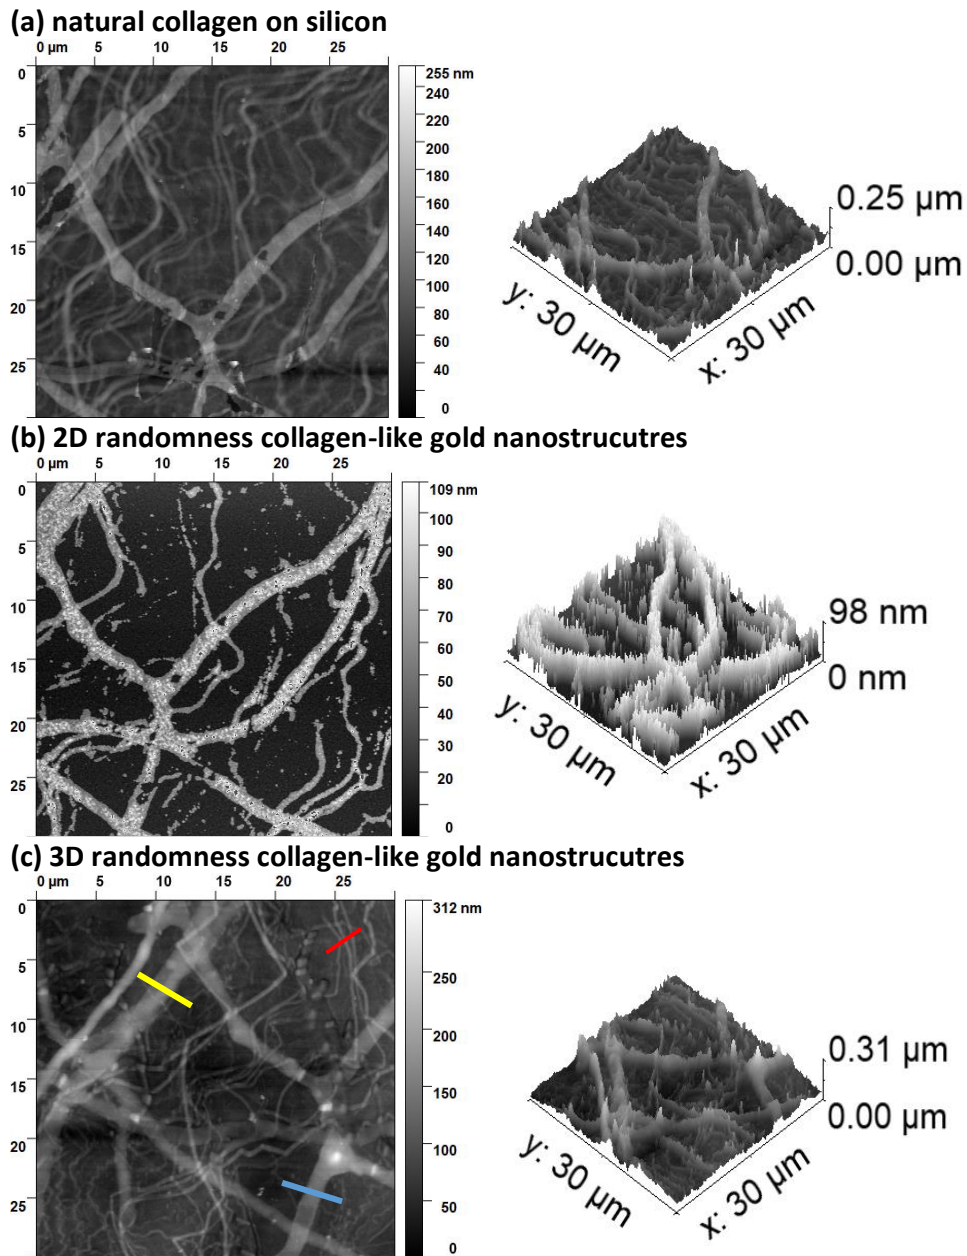 (a) natural collagen on silicon
0 µm 5 10 15 20 25
0
5
10
15
20
25
255 nm
240
200
180
160
140
120
100
80
60
40
0
0.25 µm
0.00 µm
y: 30 µm
x: 30 µm
(b) 2D randomness collagen-like gold nanostrucutres
0 µm 5 10 15 20 25
0
5
10
15
20
25
109 nm
100
90
80
70
60
50
40
30
20
0
98 nm
0 nm
y: 30 µm
x: 30 µm
(c) 3D randomness collagen-like gold nanostrucutres
0 µm 5 10 15 20 25
0
5
10
15
20
25
312 nm
250
200
150
100
50
0
0.31 µm
0.00 µm
y: 30 µm
x: 30 µm